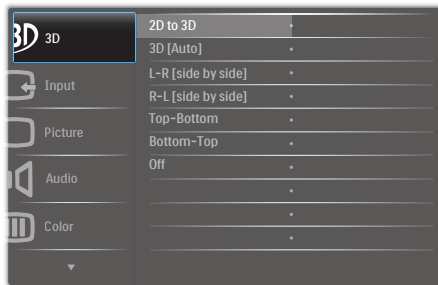 3D 3D
Input
Picture
Audio
Color
2D to 3D
3D [Auto]
L-R [side by side]
R-L [side by side]
Top-Bottom
Bottom-Top
Off